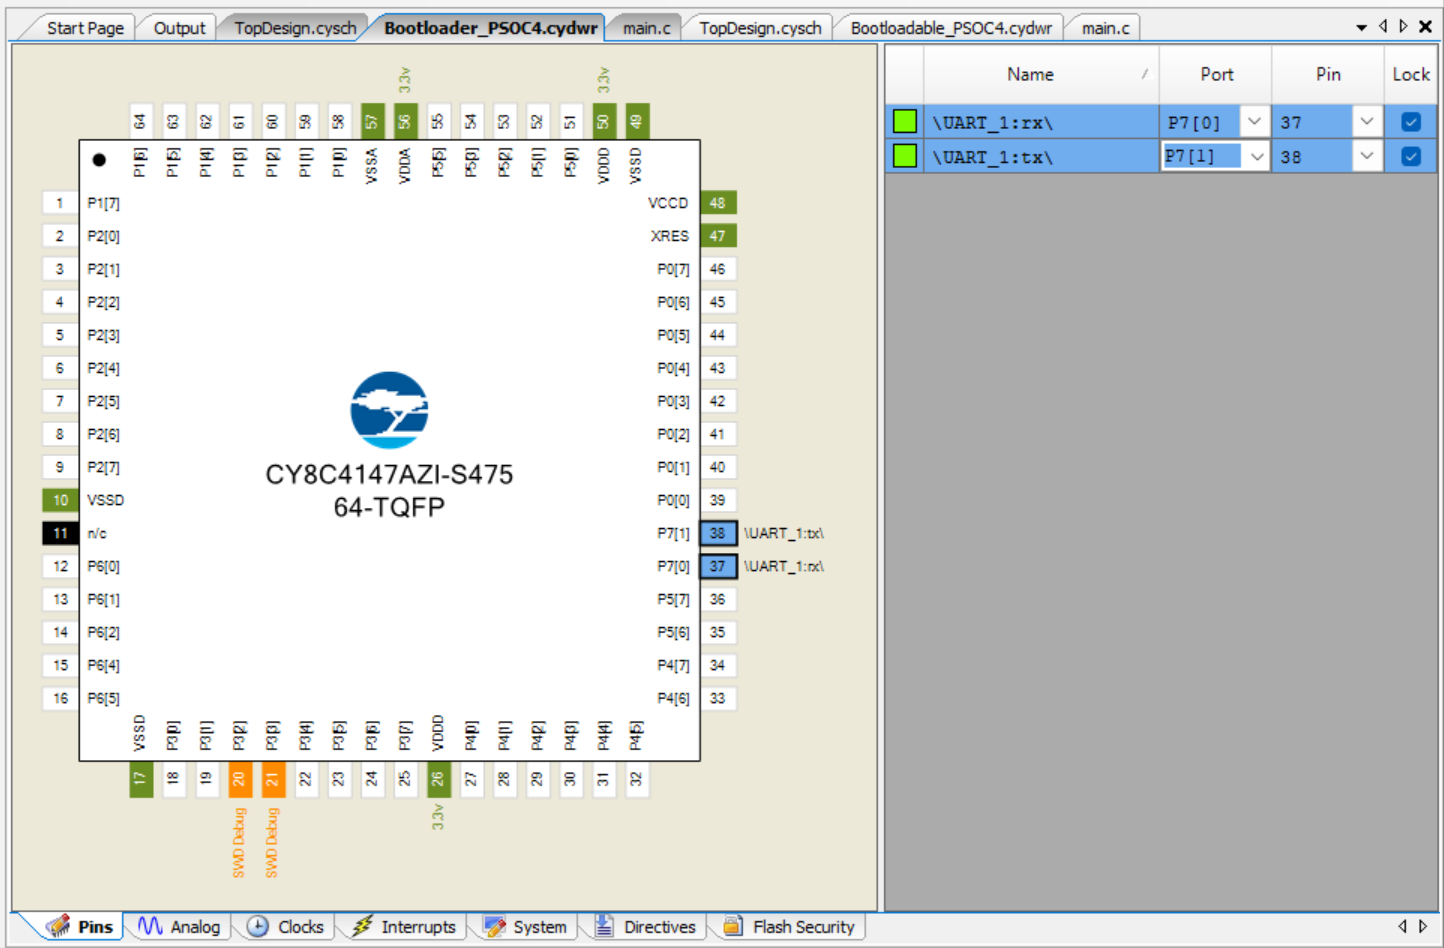 Start Page Output TopDesign.cysch Bootloader_PSOC4.cydwr main.c TopDesign.cysch Bootloadable_PSOC4.cydwr main.c
Name / Port Pin Lock
\UART_1:rx\ P7[0] 37
\UART_1:tx\ P7[1] 38
3.3v 3.3v
64 63 62 61 60 59 58 57 56 55 54 53 52 51 50 49
P1[6] P1[5] P1[4] P1[3] P1[2] P1[1] P1[0] VSSA VDDA P5[5] P5[3] P5[2] P5[1] P5[0] VDDD VSSD
1 P1[7] VCCD 48
2 P2[0] XRES 47
3 P2[1] P0[7] 46
4 P2[2] P0[6] 45
5 P2[3] P0[5] 44
6 P2[4] P0[4] 43
7 P2[5] P0[3] 42
8 P2[6] P0[2] 41
9 P2[7] P0[1] 40
CY8C4147AZI-S475
10 VSSD P0[0] 39
64-TQFP
11 n/c P7[1] 38 \UART_1:tx\
12 P6[0] P7[0] 37 \UART_1:rx\
13 P6[1] P5[7] 36
14 P6[2] P5[6] 35
15 P6[4] P4[7] 34
16 P6[5] P4[6] 33
VSSD P3[0] P3[1] P3[2] P3[3] P3[4] P3[5] P3[6] P3[7] VDDD P4[0] P4[1] P4[2] P4[3] P4[4] P4[5]
17 18 19 20 21 22 23 24 25 26 27 28 29 30 31 32
SWD Debug SWD Debug 3.3v
Pins Analog Clocks Interrupts System Directives Flash Security